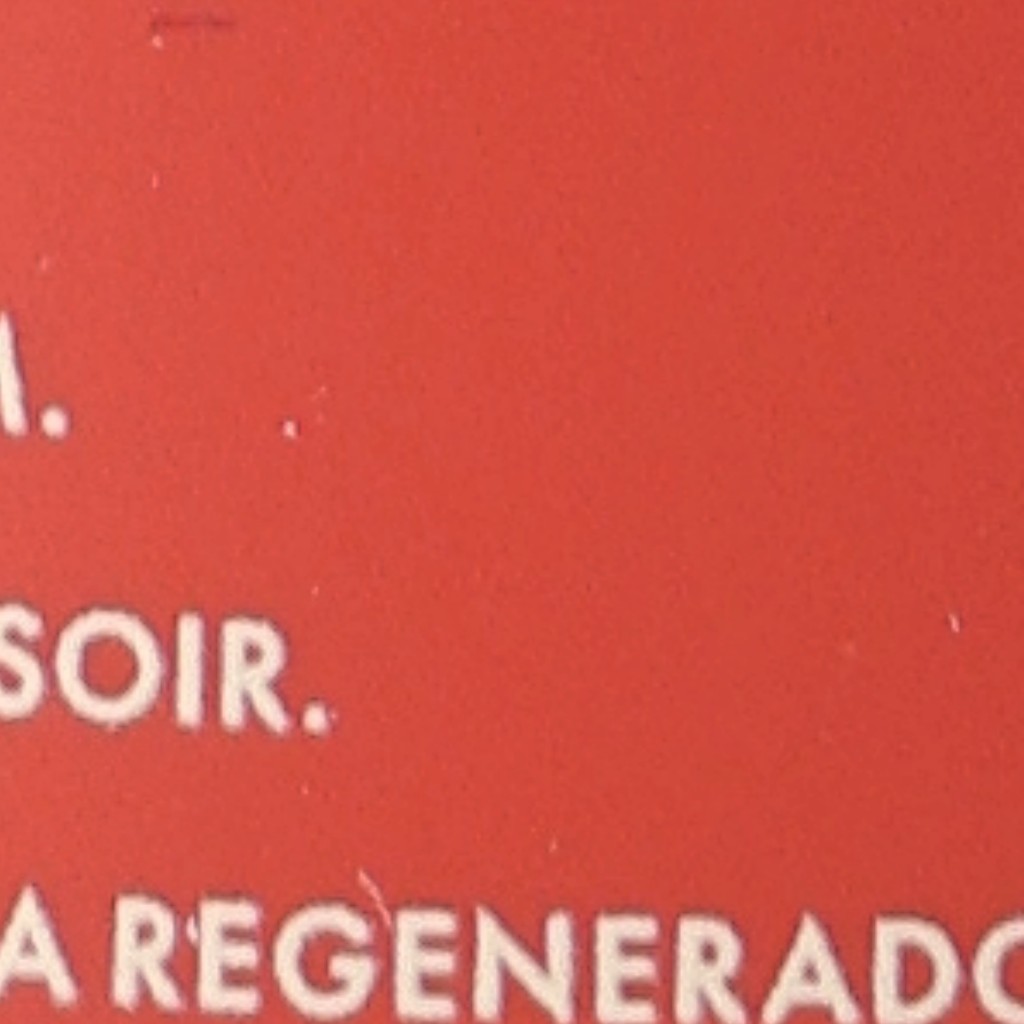 M.
SOIR.
A REGENERADO